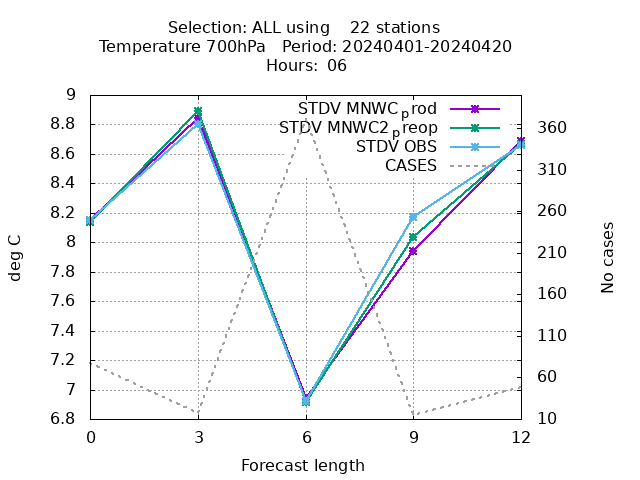 Selection: ALL using    22 stations
Temperature 700hPa   Period: 20240401-20240420
Hours:  06
STDV MNWCprod
STDV MNWC2preop
STDV OBS
CASES
9
8.8
8.6
8.4
8.2
8
7.8
7.6
7.4
7.2
7
6.8
360
310
260
210
160
110
60
10
deg C
No cases
0 3 6 9 12
Forecast length